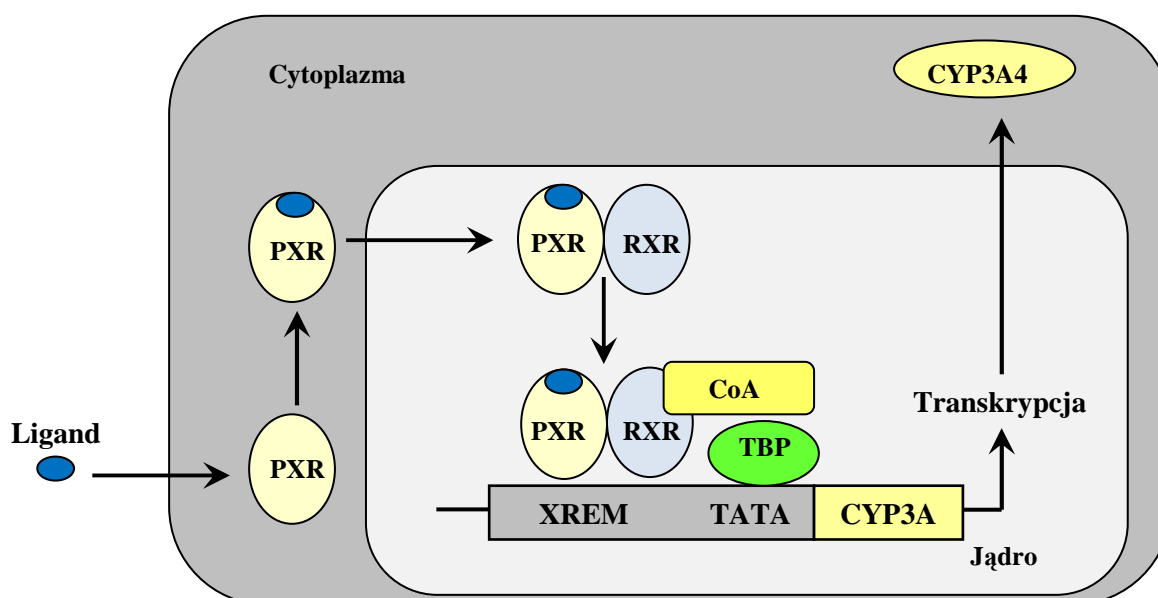 Cytoplazma
CYP3A4
PXR
PXR RXR
Ligand
PXR
PXR RXR
CoA
TBP
XREM TATA CYP3A
Transkrypcja
Jądro